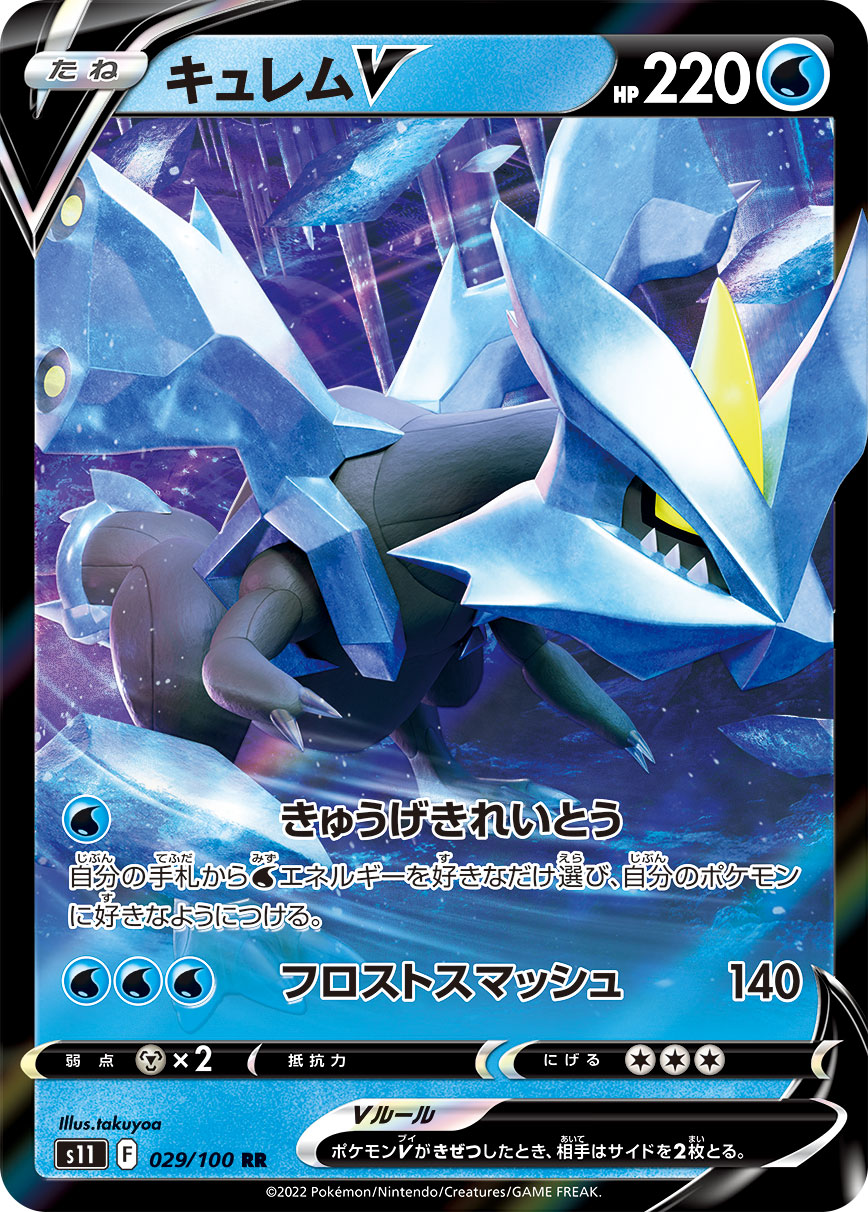 たね
キュレムV
HP 220
きゅうげきれいとう
自分の手札からエネルギーを好きなだけ選び、自分のポケモン
に好きなようにつける。
フロストスマッシュ 140
弱点 ×2 抵抗力 にげる
Illus.takuyoa
Vルール
s11 F 029/100 RR
ポケモンVがきぜつしたとき、相手はサイドを2枚とる。
©2022 Pokémon/Nintendo/Creatures/GAME FREAK.